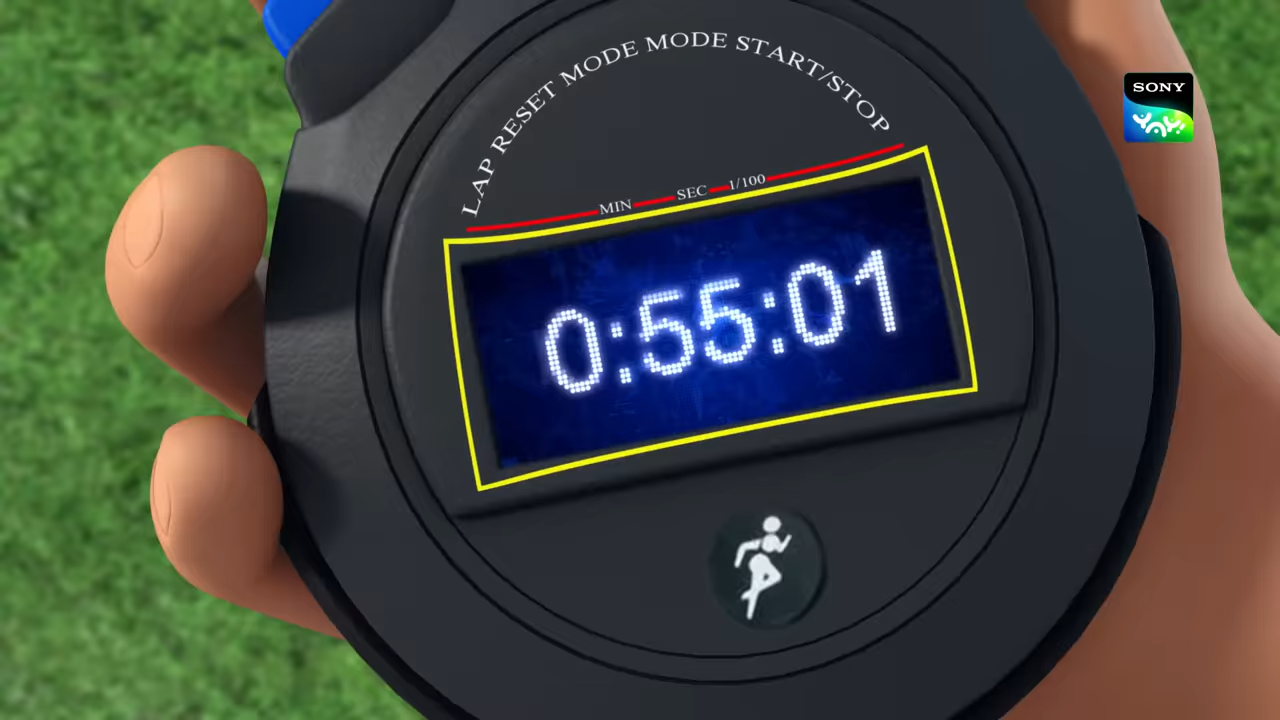 SONY
LAP RESET MODE MODE START/STOP
MIN SEC 1/100
0:55:01